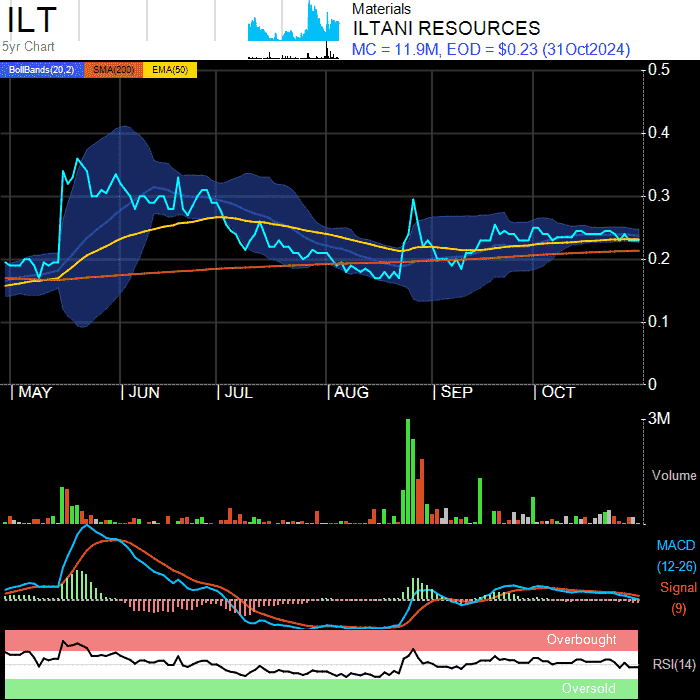 ILT
5yr Chart
Materials
ILTANI RESOURCES
MC = 11.9M, EOD = $0.23 (31Oct2024)
BollBands(20,2) SMA(200) EMA(50)
0.5
0.4
0.3
0.2
0.1
0
MAY JUN JUL AUG SEP OCT
3M
Volume
MACD
(12-26)
Signal
(9)
Overbought
RSI(14)
Oversold